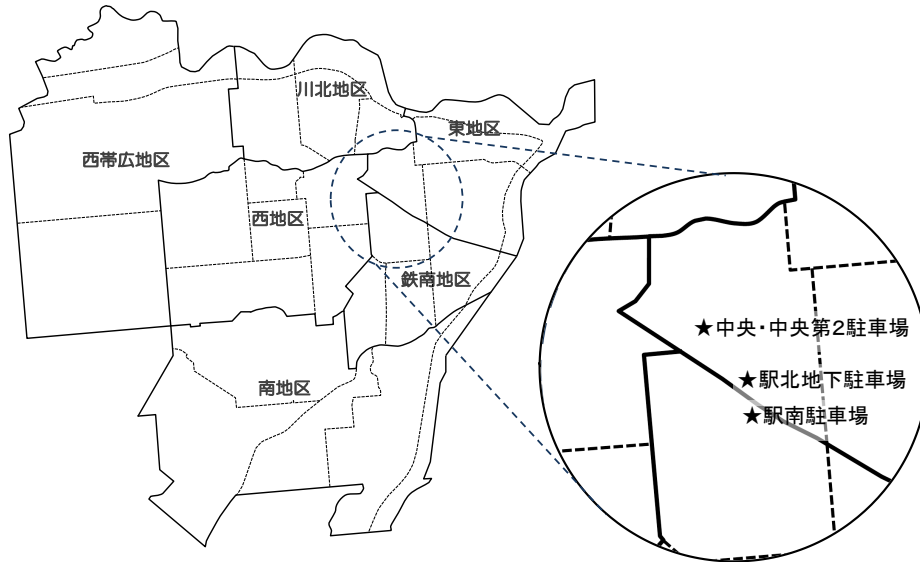 川北地区
東地区
西帯広地区
西地区
鉄南地区
南地区
★中央・中央第2駐車場
★駅北地下駐車場
★駅南駐車場